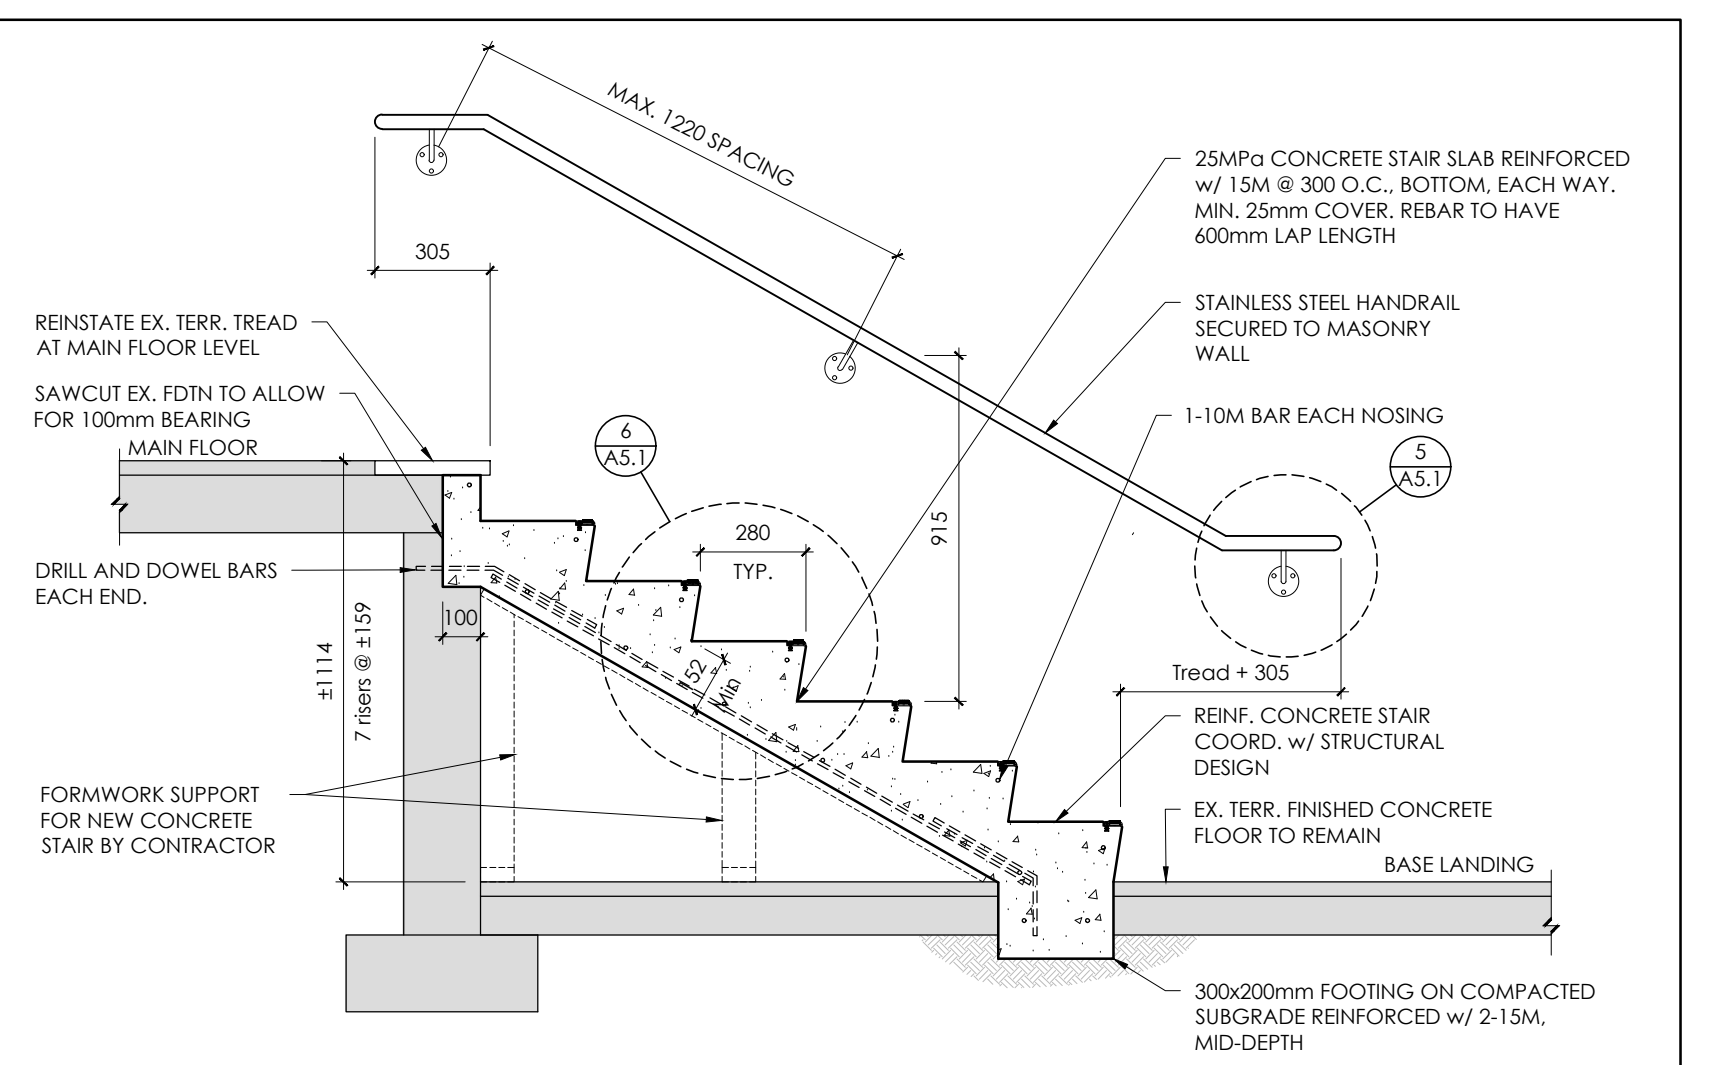 MAX. 1220 SPACING
25MPa CONCRETE STAIR SLAB REINFORCED
w/ 15M @ 300 O.C., BOTTOM, EACH WAY.
MIN. 25mm COVER. REBAR TO HAVE
600mm LAP LENGTH
305
STAINLESS STEEL HANDRAIL
SECURED TO MASONRY
WALL
REINSTATE EX. TERR. TREAD
AT MAIN FLOOR LEVEL
SAWCUT EX. FDTN TO ALLOW
FOR 100mm BEARING
MAIN FLOOR
1-10M BAR EACH NOSING
6
A5.1
5
A5.1
915
280
TYP.
DRILL AND DOWEL BARS
EACH END.
100
±1114
7 risers @ ±159
152
Min
Tread + 305
REINF. CONCRETE STAIR
COORD. w/ STRUCTURAL
DESIGN
FORMWORK SUPPORT
FOR NEW CONCRETE
STAIR BY CONTRACTOR
EX. TERR. FINISHED CONCRETE
FLOOR TO REMAIN
BASE LANDING
300x200mm FOOTING ON COMPACTED
SUBGRADE REINFORCED w/ 2-15M,
MID-DEPTH